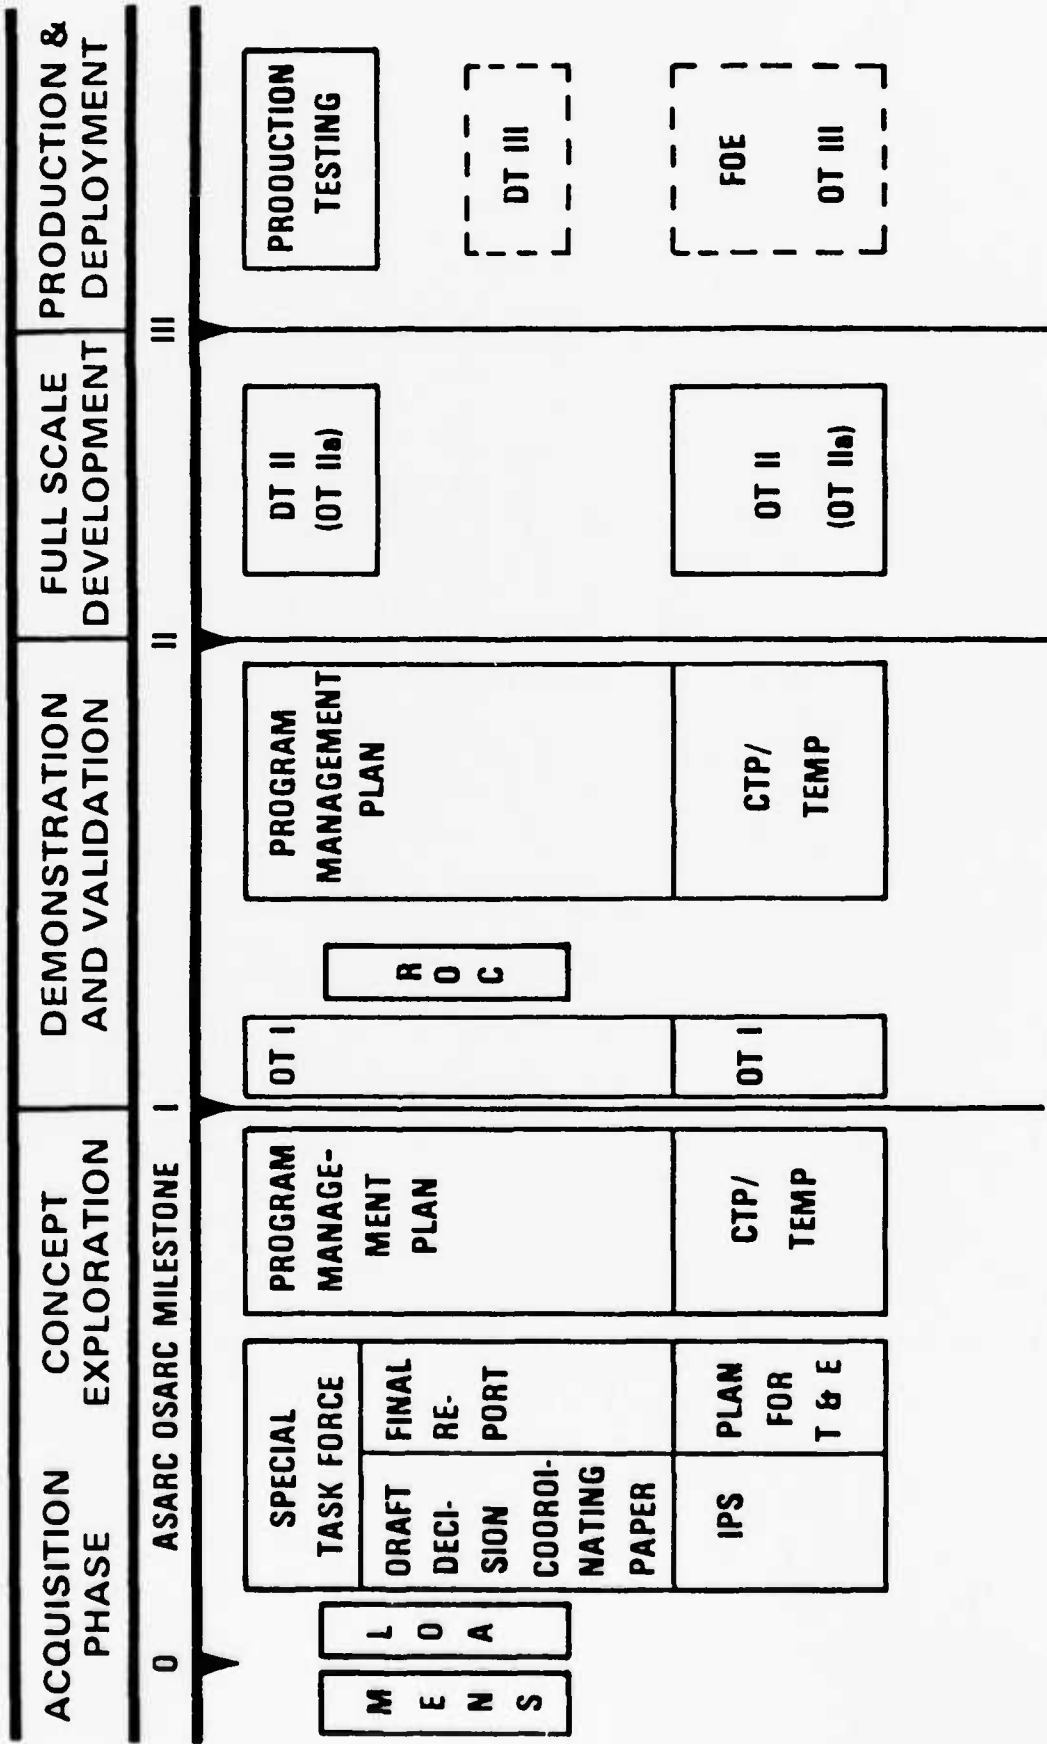 ACQUISITION
PHASE
CONCEPT
EXPLORATION
DEMONSTRATION
AND VALIDATION
FULL SCALE
DEVELOPMENT
PRODUCTION &
DEPLOYMENT
0
ASARC OSARC MILESTONE
I
II
III
M
E
N
S
L
O
A
SPECIAL
TASK FORCE
ORAFT
DECI-
SION
COORDI-
NATING
PAPER
FINAL
RE-
PORT
IPS
PLAN
FOR
T & E
PROGRAM
MANAGE-
MENT
PLAN
CTP/
TEMP
OT I
OT I
R
O
C
PROGRAM
MANAGEMENT
PLAN
CTP/
TEMP
DT II
(OT IIa)
OT II
(OT IIa)
PROOUCTION
TESTING
DT III
FOE
OT III